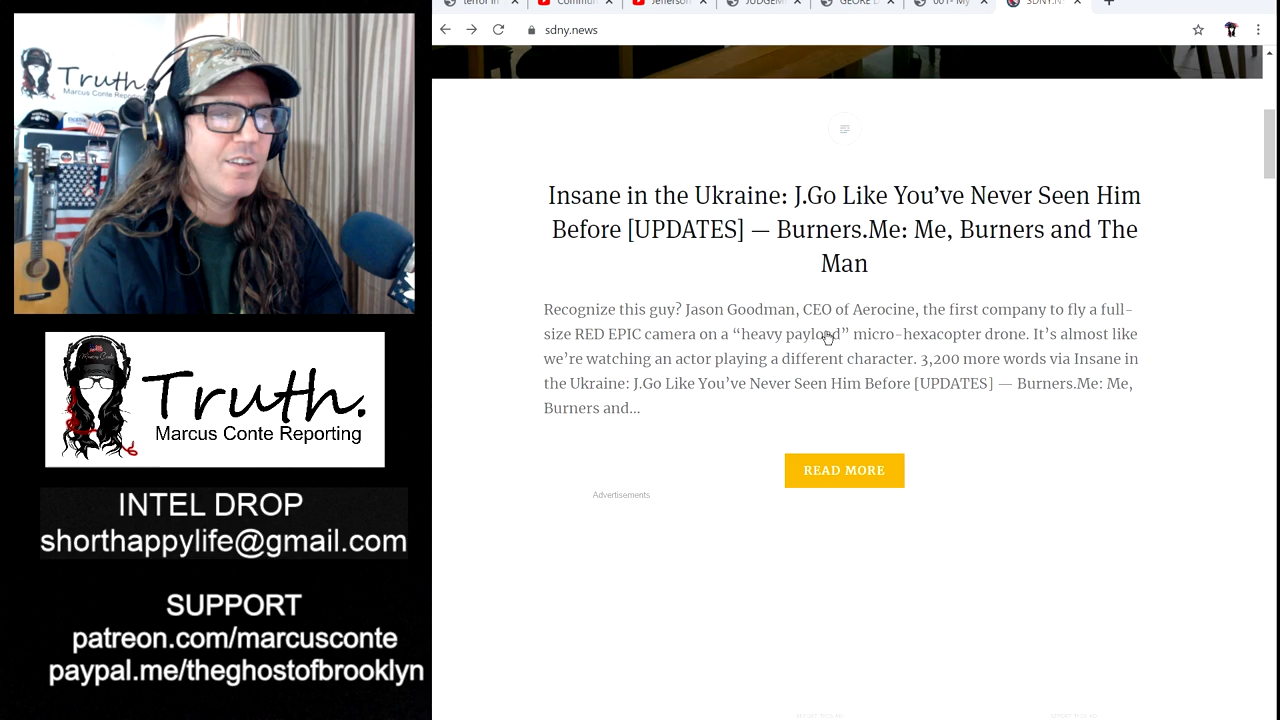 Truth.
Marcus Conte Reporting
Truth.
Marcus Conte Reporting
INTEL DROP
shorthappylife@gmail.com
SUPPORT
patreon.com/marcusconte
paypal.me/theghostofbrooklyn
sdny.news
Insane in the Ukraine: J.Go Like You’ve Never Seen Him
Before [UPDATES] — Burners.Me: Me, Burners and The
Man
Recognize this guy? Jason Goodman, CEO of Aerocine, the first company to fly a full-
size RED EPIC camera on a “heavy payload” micro-hexacopter drone. It’s almost like
we’re watching an actor playing a different character. 3,200 more words via Insane in
the Ukraine: J.Go Like You’ve Never Seen Him Before [UPDATES] — Burners.Me: Me,
Burners and…
READ MORE
Advertisements